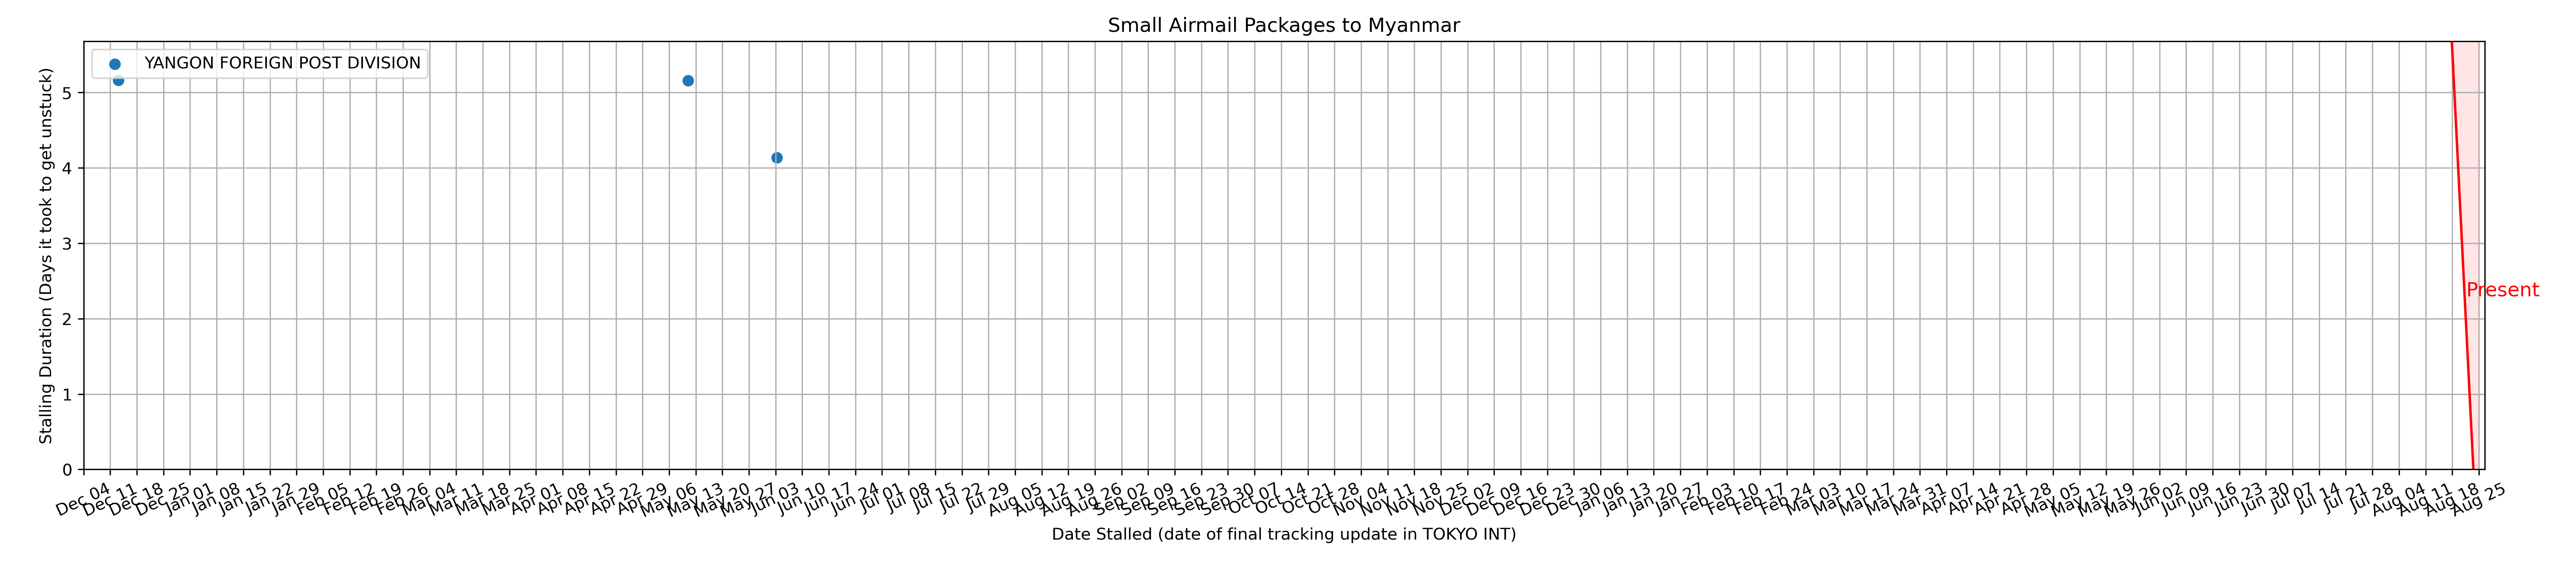 Small Airmail Packages to Myanmar
YANGON FOREIGN POST DIVISION
Stalling Duration (Days it took to get unstuck)
5
4
3
2
1
0
Present
Dec 04
Dec 11
Dec 18
Dec 25
Jan 01
Jan 08
Jan 15
Jan 22
Jan 29
Feb 05
Feb 12
Feb 19
Feb 26
Mar 04
Mar 11
Mar 18
Mar 25
Apr 01
Apr 08
Apr 15
Apr 22
Apr 29
May 06
May 13
May 20
May 27
Jun 03
Jun 10
Jun 17
Jun 24
Jul 01
Jul 08
Jul 15
Jul 22
Jul 29
Aug 05
Aug 12
Aug 19
Aug 26
Sep 02
Sep 09
Sep 16
Sep 23
Sep 30
Oct 07
Oct 14
Oct 21
Oct 28
Nov 04
Nov 11
Nov 18
Nov 25
Dec 02
Dec 09
Dec 16
Dec 23
Dec 30
Jan 06
Jan 13
Jan 20
Jan 27
Feb 03
Feb 10
Feb 17
Feb 24
Mar 03
Mar 10
Mar 17
Mar 24
Mar 31
Apr 07
Apr 14
Apr 21
Apr 28
May 05
May 12
May 19
May 26
Jun 02
Jun 09
Jun 16
Jun 23
Jun 30
Jul 07
Jul 14
Jul 21
Jul 28
Aug 04
Aug 11
Aug 18
Aug 25
Date Stalled (date of final tracking update in TOKYO INT)